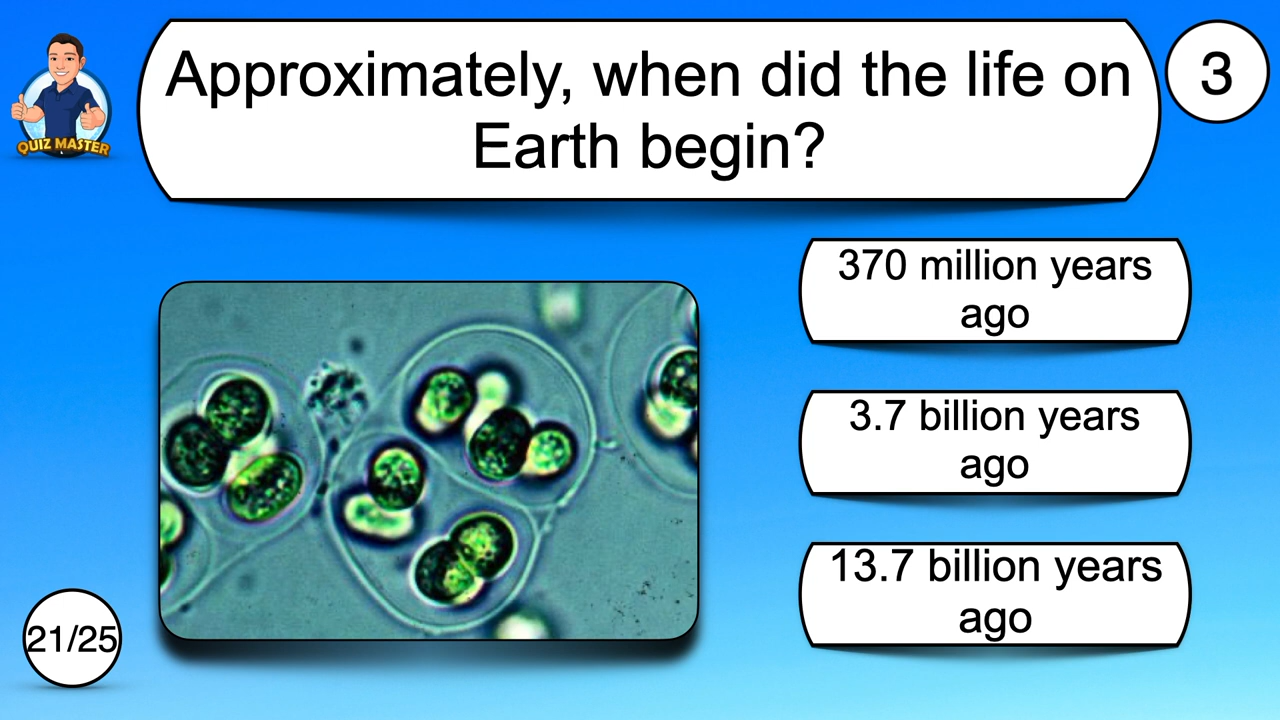 Approximately, when did the life on
Earth begin?
3
QUIZ MASTER
370 million years
ago
3.7 billion years
ago
13.7 billion years
ago
21/25